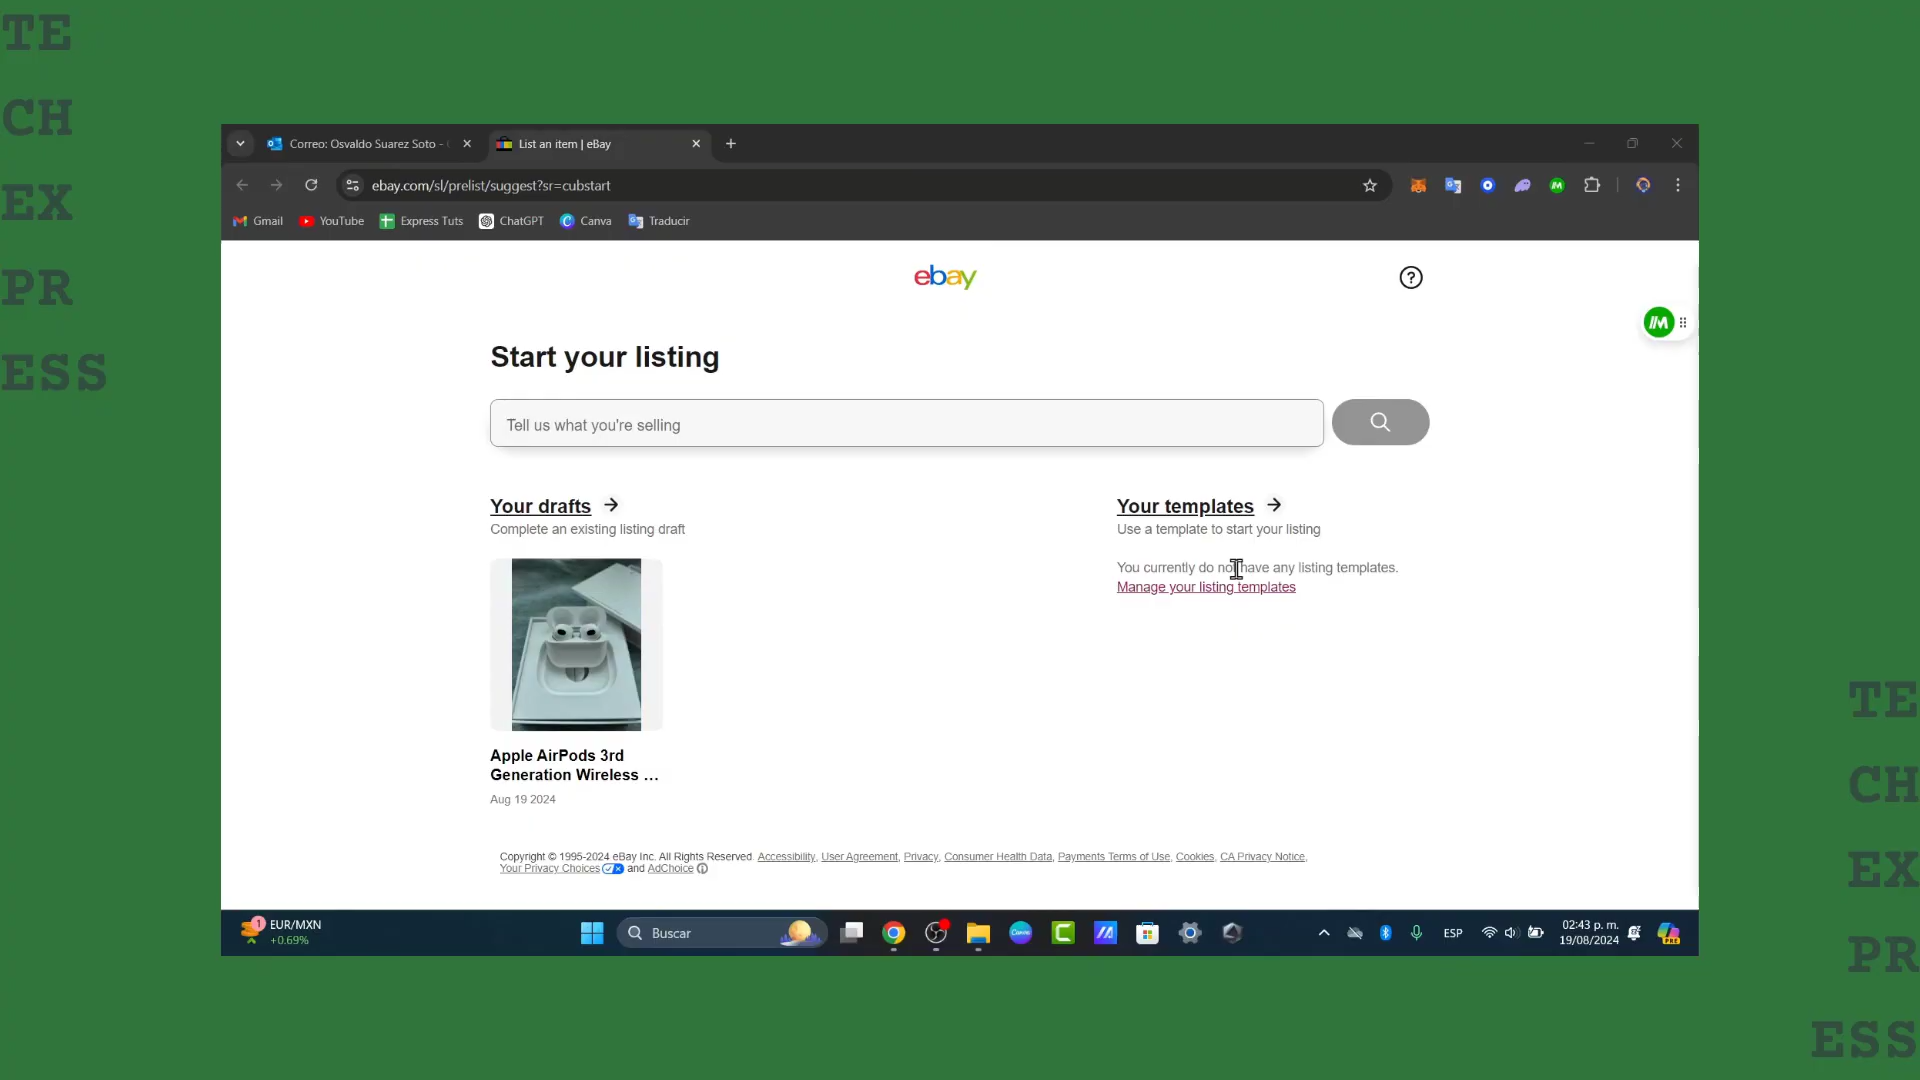 TE
CH
EX
PR
ESS
Correo: Osvaldo Suarez Soto -
List an item | eBay
ebay.com/sl/prelist/suggest?sr=cubstart
Gmail
YouTube
Express Tuts
ChatGPT
Canva
Traducir
ebay
Start your listing
Tell us what you're selling
Your drafts
Complete an existing listing draft
Your templates
Use a template to start your listing
You currently do not have any listing templates.
Manage your listing templates
Apple AirPods 3rd
Generation Wireless ...
Aug 19 2024
Copyright © 1995-2024 eBay Inc. All Rights Reserved. Accessibility, User Agreement, Privacy, Consumer Health Data, Payments Terms of Use, Cookies, CA Privacy Notice,
Your Privacy Choices and AdChoice
1
EUR/MXN
+0.69%
Buscar
ESP
02:43 p. m.
19/08/2024
PRE
TE
CH
EX
PR
ESS